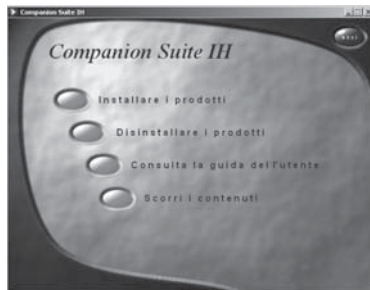 Companion Suite IH
Companion Suite IH
Installare i prodotti
Disinstallare i prodotti
Consulta la guida dell'utente
Scorri i contenuti